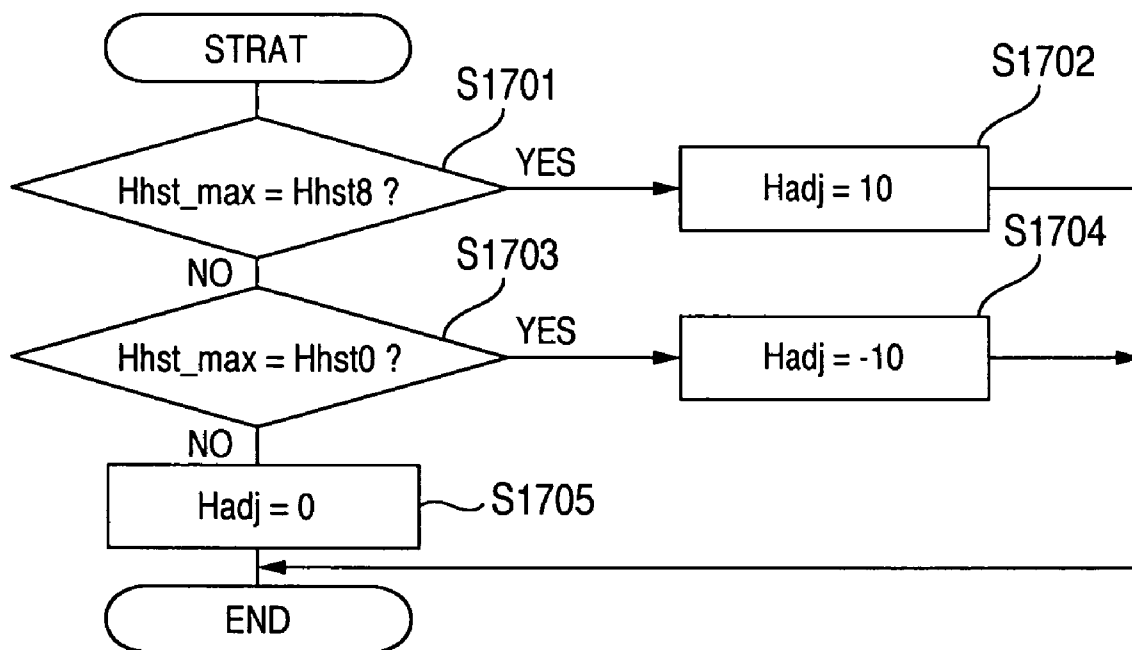 STRAT
S1701
S1702
Hhst_max = Hhst8 ?
YES
Hadj = 10
NO
S1703
S1704
Hhst_max = Hhst0 ?
YES
Hadj = -10
NO
Hadj = 0
S1705
END